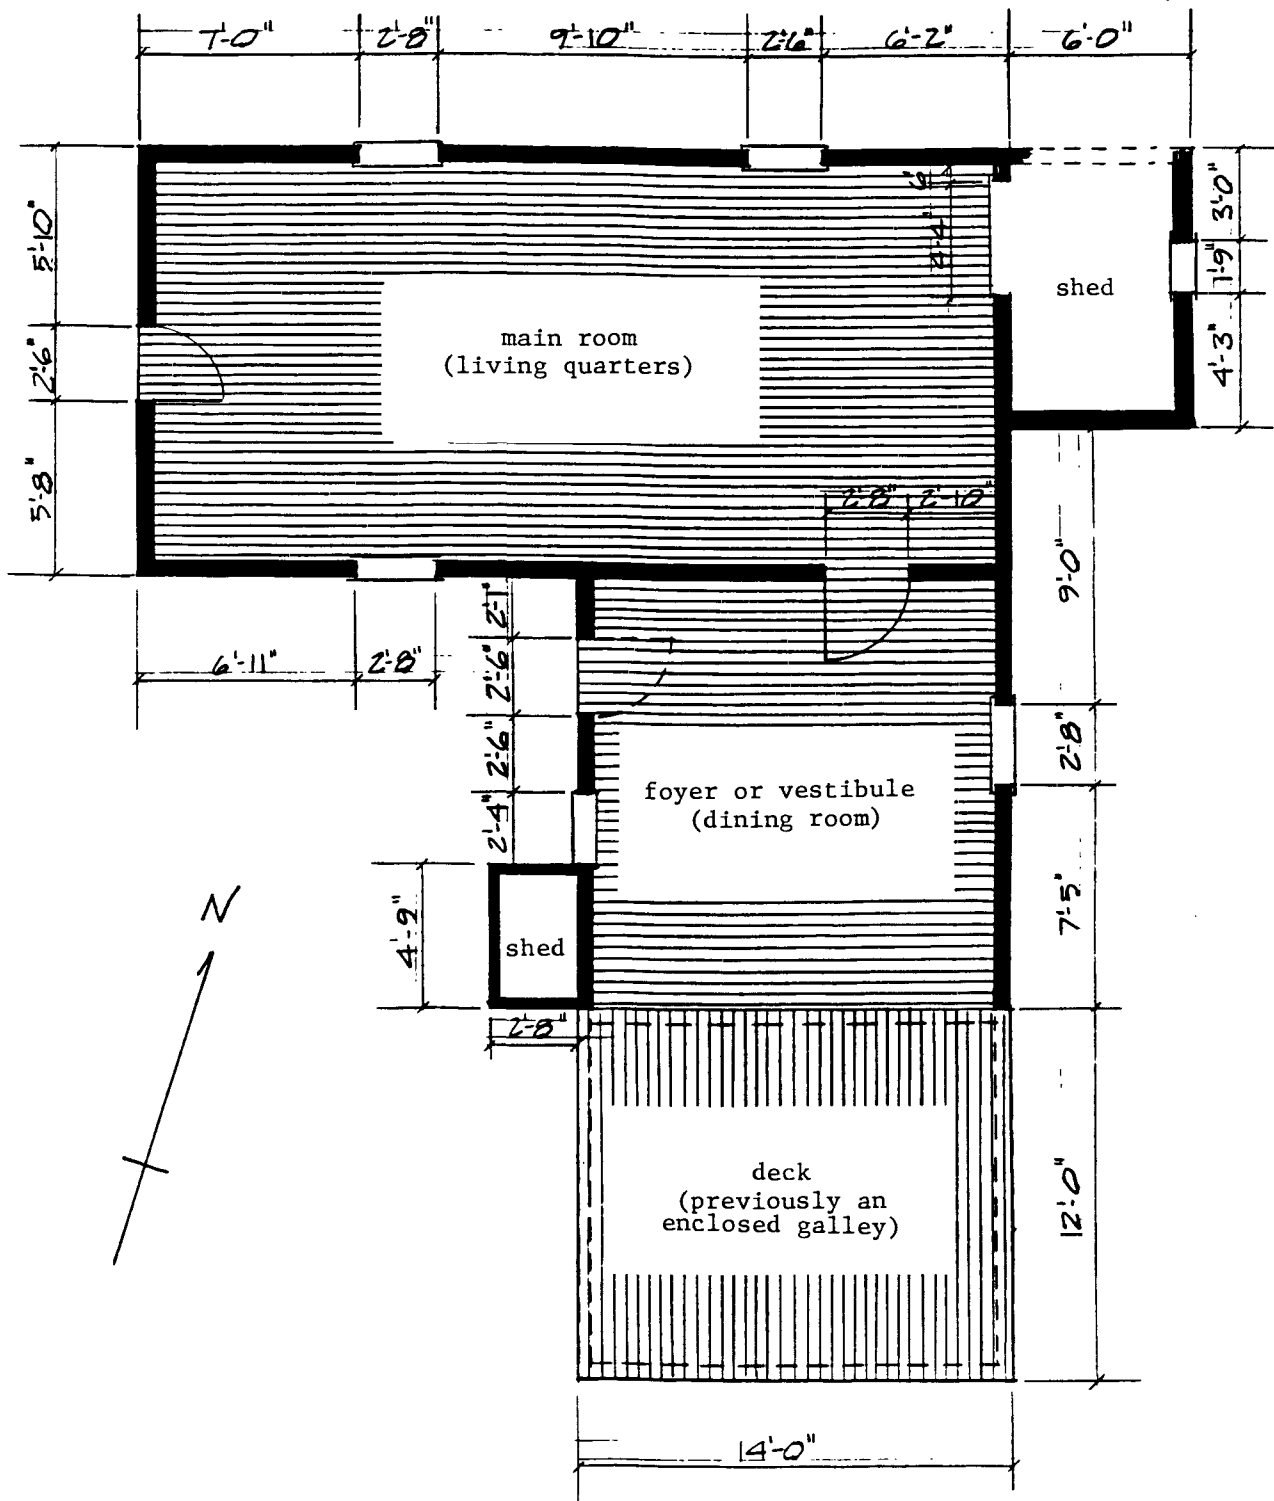 7'-0" 2'-8" 9'-10" 2'-6" 6'-2" 6'-0"
5'-10"
2'-6"
5'-8"
6"
4'-4"
3'-0"
1'-9"
4'-3"
shed
main room
(living quarters)
2'-8" 2'-10"
6'-11" 2'-8"
2'-1"
2'-6"
2'-6"
2'-4"
9'-0"
2'-8"
7'-5"
foyer or vestibule
(dining room)
N
4'-9"
shed
2'-8"
deck
(previously an
enclosed galley)
12'-0"
14'-0"